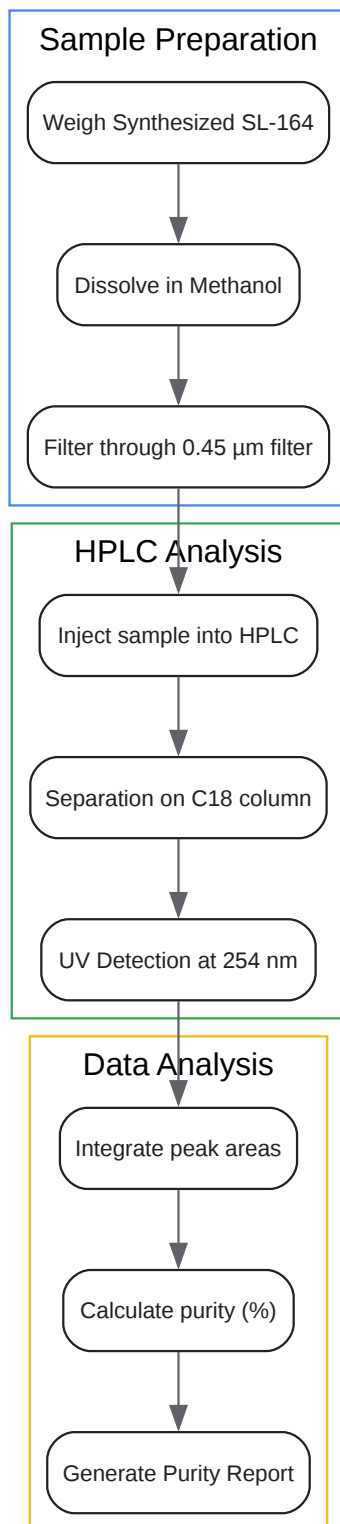 Sample Preparation
Weigh Synthesized SL-164
Dissolve in Methanol
Filter through 0.45 µm filter
HPLC Analysis
Inject sample into HPLC
Separation on C18 column
UV Detection at 254 nm
Data Analysis
Integrate peak areas
Calculate purity (%)
Generate Purity Report